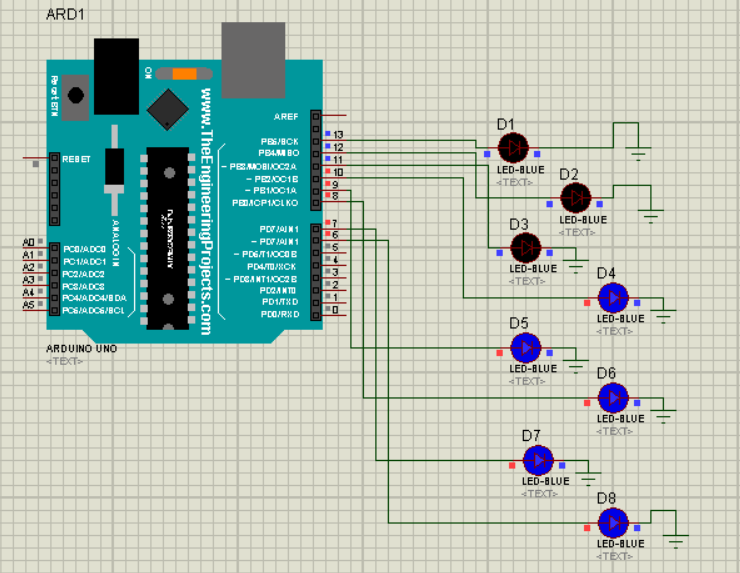 ARD1
ON
Reset BTN
www.TheEngineeringProjects.com
ANALOG IN
RESET
A0
A1
A2
A3
A4
A5
PC0/ADC0
PC1/ADC1
PC2/ADC2
PC3/ADC3
PC4/ADC4/SDA
PC5/ADC5/SCL
AREF
PB5/SCK
PB4/MISO
~ PB3/MOSI/OC2A
~ PB2/OC1B
~ PB1/OC1A
PB0/ICP1/CLKO
PD7/AIN1
~ PD7/AIN1
~ PD5/T1/OC0B
PD4/T0/XCK
~ PD3/INT1/OC2B
PD2/INT0
PD1/TXD
PD0/RXD
13
12
11
10
9
8
7
6
5
4
3
2
1
0
ARDUINO UNO
<TEXT>
D1
LED-BLUE
<TEXT>
D2
LED-BLUE
<TEXT>
D3
LED-BLUE
<TEXT>
D4
LED-BLUE
<TEXT>
D5
LED-BLUE
<TEXT>
D6
LED-BLUE
<TEXT>
D7
LED-BLUE
<TEXT>
D8
LED-BLUE
<TEXT>